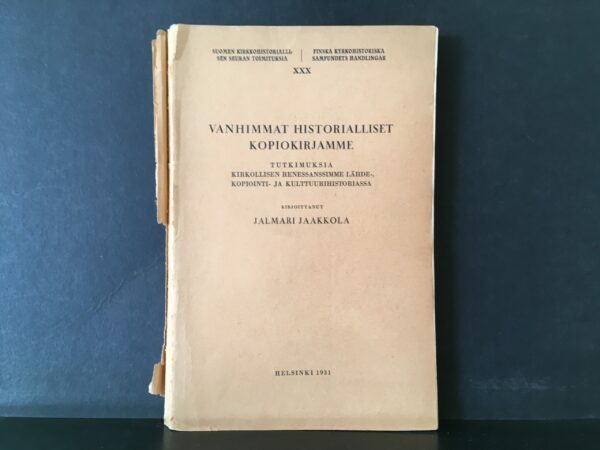 SUOMEN KIRKKOHISTORIALLI-
SEN SEURAN TOIMITUKSIA
FINSKA KYRKOHISTORISKA
SAMFUNDETS HANDLINGAR
XXX
VANHIMMAT HISTORIALLISET
KOPIOKIRJAMME
TUTKIMUKSIA
KIRKOLLISEN RENESSANSSIMME LÄHDE-,
KOPIOINTI- JA KULTTUURIHISTORIASSA
KIRJOITTANUT
JALMARI JAAKKOLA
HELSINKI 1931